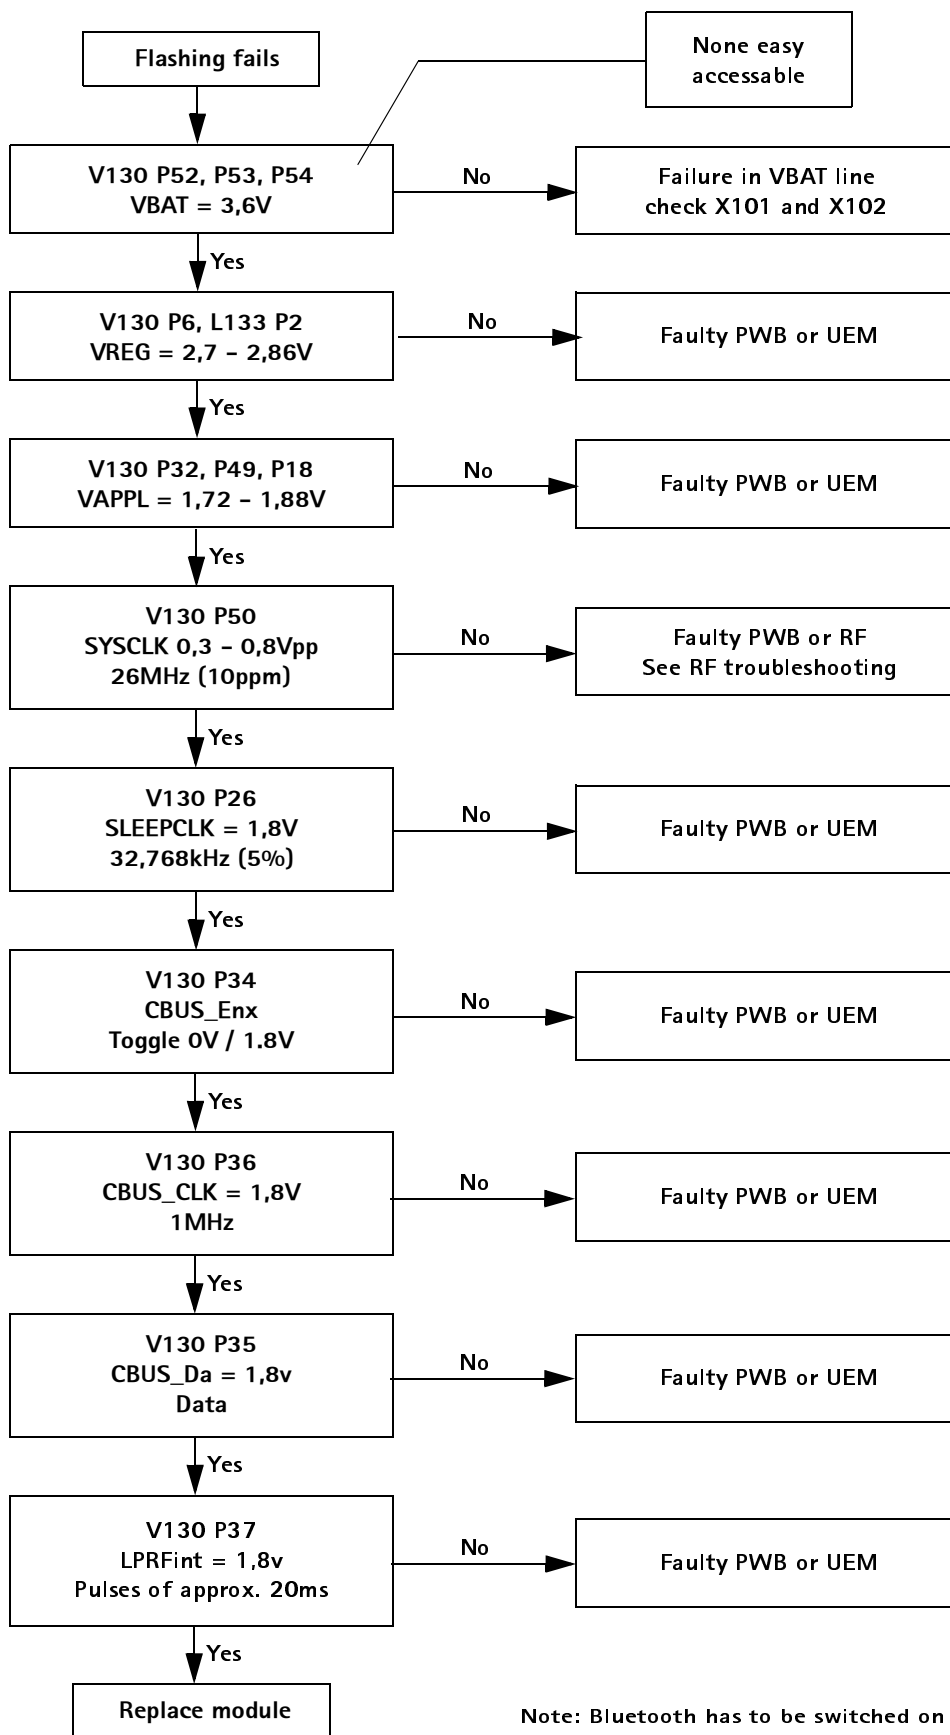 Flashing fails
None easy
accessable
V130 P52, P53, P54
VBAT = 3,6V
No
Failure in VBAT line
check X101 and X102
Yes
V130 P6, L133 P2
VREG = 2,7 – 2,86V
No
Faulty PWB or UEM
Yes
V130 P32, P49, P18
VAPPL = 1,72 – 1,88V
No
Faulty PWB or UEM
Yes
V130 P50
SYSCLK 0,3 – 0,8Vpp
26MHz (10ppm)
No
Faulty PWB or RF
See RF troubleshooting
Yes
V130 P26
SLEEPCLK = 1,8V
32,768kHz (5%)
No
Faulty PWB or UEM
Yes
V130 P34
CBUS_Enx
Toggle 0V / 1.8V
No
Faulty PWB or UEM
Yes
V130 P36
CBUS_CLK = 1,8V
1MHz
No
Faulty PWB or UEM
Yes
V130 P35
CBUS_Da = 1,8v
Data
No
Faulty PWB or UEM
Yes
V130 P37
LPRFint = 1,8v
Pulses of approx. 20ms
No
Faulty PWB or UEM
Yes
Replace module
Note: Bluetooth has to be switched on